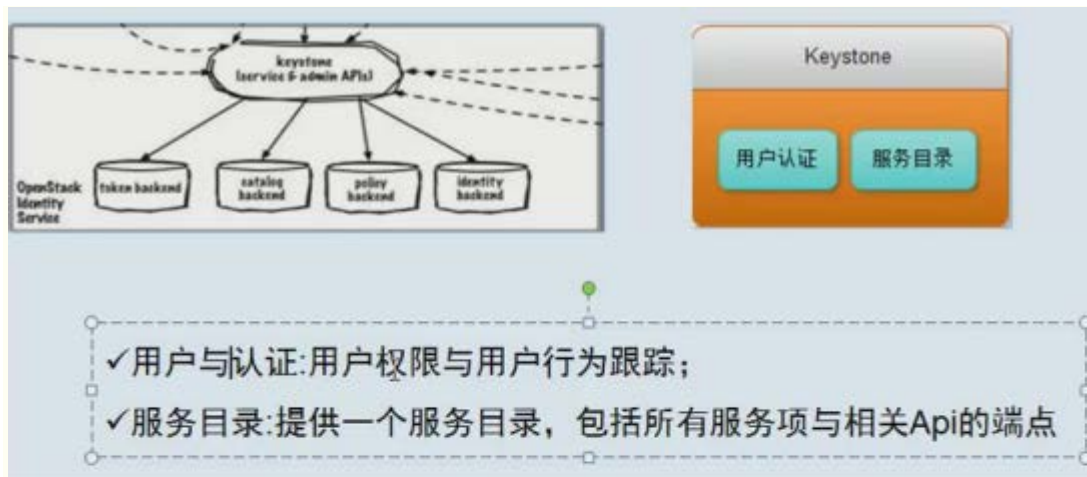 keystone
(service & admin APIs)
token backend
catalog
backend
policy
backend
identity
backend
OpenStack
Identity
Service
Keystone
用户认证
服务目录
✓用户与认证:用户权限与用户行为跟踪；
✓服务目录:提供一个服务目录，包括所有服务项与相关Api的端点